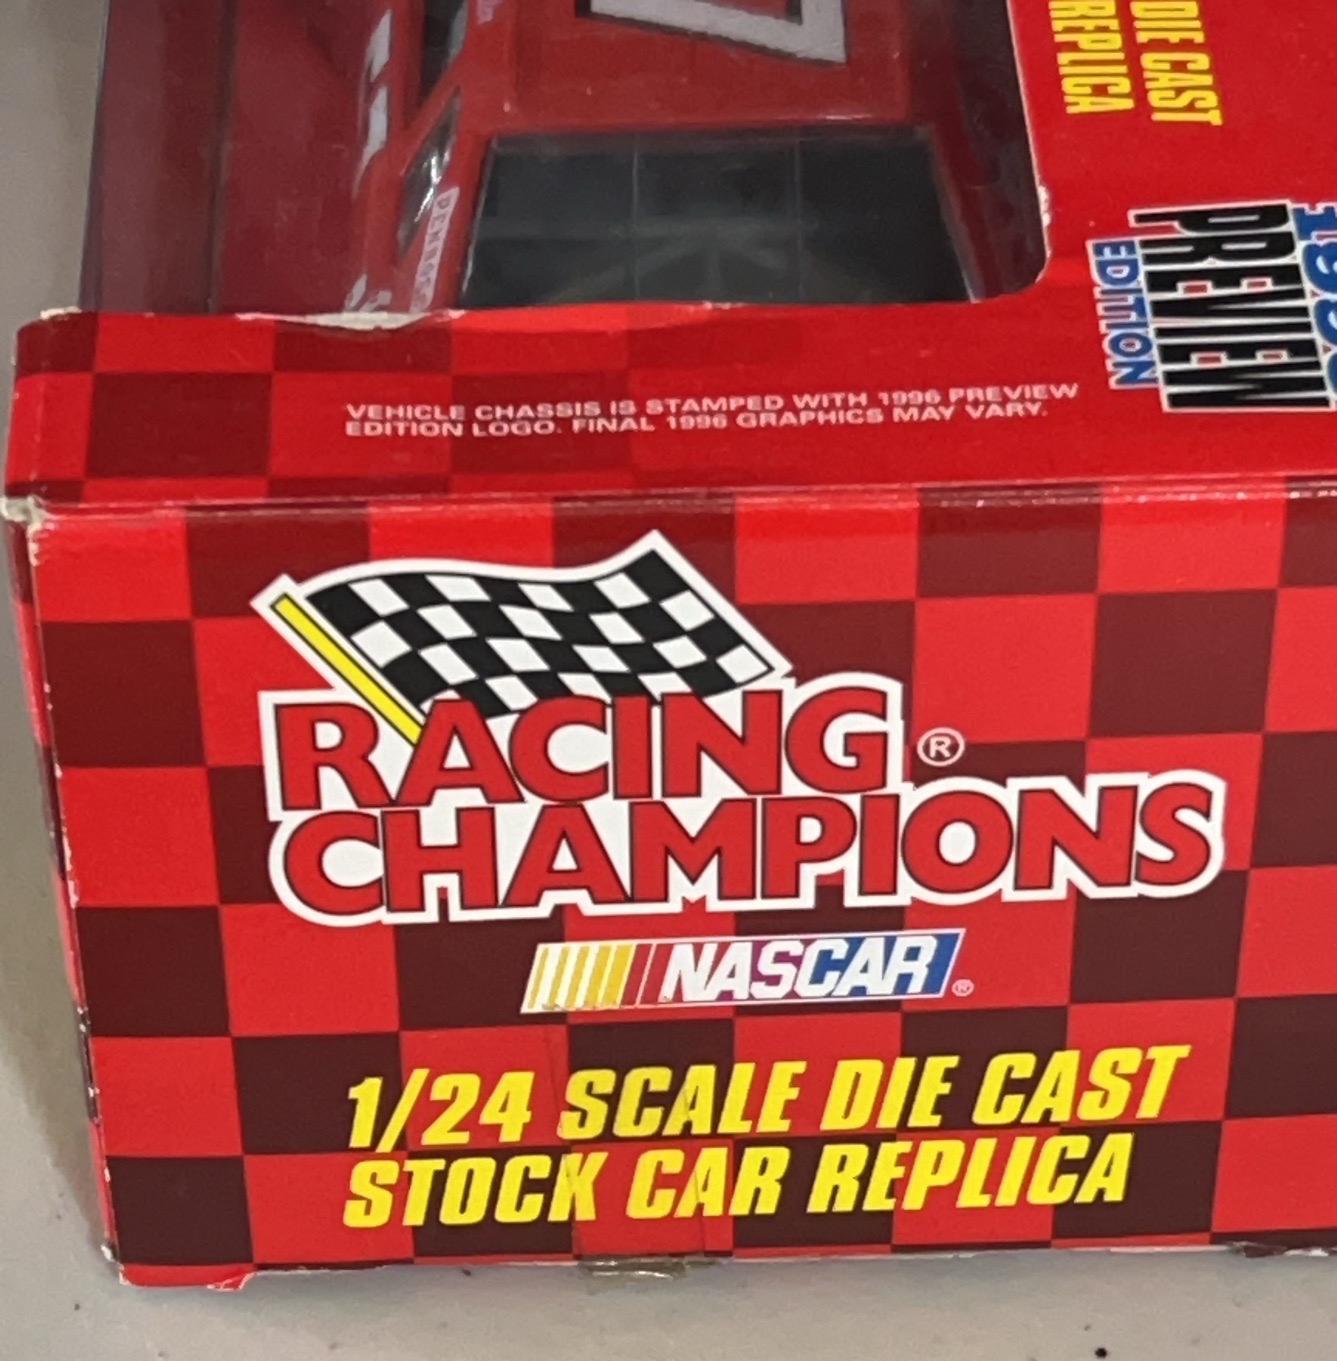 DIE CAST
REPLICA
PREVIEW
EDITION
VEHICLE CHASSIS IS STAMPED WITH 1996 PREVIEW
EDITION LOGO. FINAL 1996 GRAPHICS MAY VARY.
RACING ®
CHAMPIONS
NASCAR ®
1/24 SCALE DIE CAST
STOCK CAR REPLICA